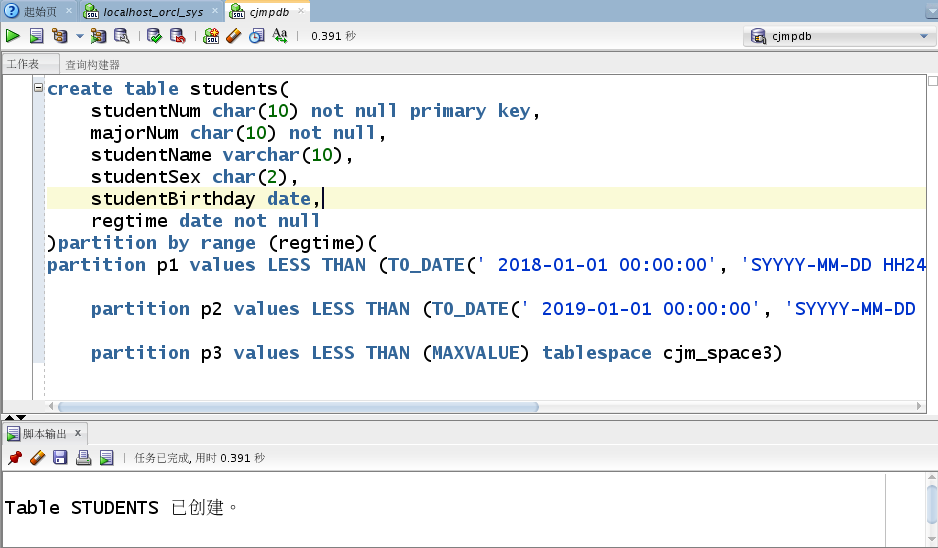 起始页 localhost_orcl_sys cjmpdb
0.391 秒 cjmpdb
工作表 查询构建器
create table students(
studentNum char(10) not null primary key,
majorNum char(10) not null,
studentName varchar(10),
studentSex char(2),
studentBirthday date,
regtime date not null
)partition by range (regtime)(
partition p1 values LESS THAN (TO_DATE(' 2018-01-01 00:00:00', 'SYYYY-MM-DD HH24
partition p2 values LESS THAN (TO_DATE(' 2019-01-01 00:00:00', 'SYYYY-MM-DD
partition p3 values LESS THAN (MAXVALUE) tablespace cjm_space3)
脚本输出 x
任务已完成, 用时 0.391 秒
Table STUDENTS 已创建。